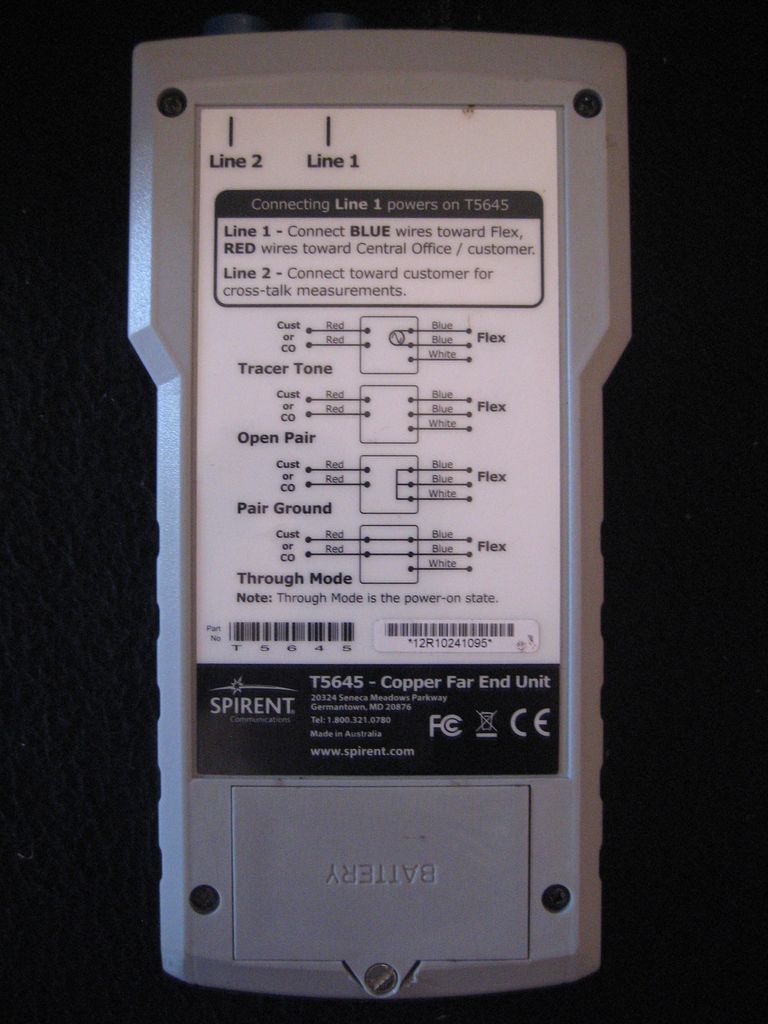 Line 2 Line 1
Connecting Line 1 powers on T5645
Line 1 - Connect BLUE wires toward Flex,
RED wires toward Central Office / customer.
Line 2 - Connect toward customer for
cross-talk measurements.
Cust
or
CO
Red
Red
Blue
Blue
White
Flex
Tracer Tone
Cust
or
CO
Red
Red
Blue
Blue
White
Flex
Open Pair
Cust
or
CO
Red
Red
Blue
Blue
White
Flex
Pair Ground
Cust
or
CO
Red
Red
Blue
Blue
White
Flex
Through Mode
Note: Through Mode is the power-on state.
Part
No
T 5 6 4 5
*12R10241095*
SPIRENT
Communications
T5645 - Copper Far End Unit
20324 Seneca Meadows Parkway
Germantown, MD 20876
Tel: 1.800.321.0780
Made in Australia
www.spirent.com
FC CE
BATTERY